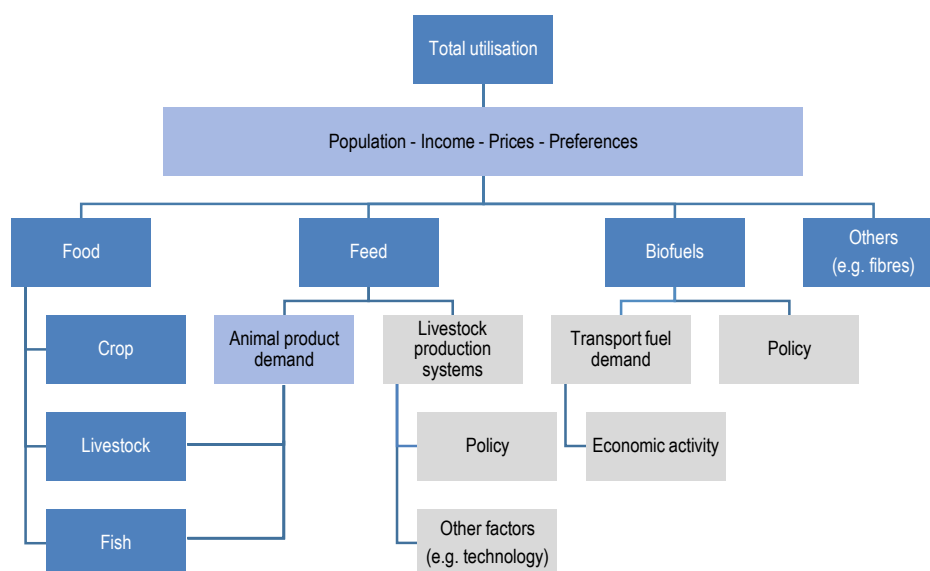 Total utilisation
Population - Income - Prices - Preferences
Food
Feed
Biofuels
Others
(e.g. fibres)
Crop
Animal product
demand
Livestock
production
systems
Transport fuel
demand
Policy
Livestock
Policy
Economic activity
Fish
Other factors
(e.g. technology)